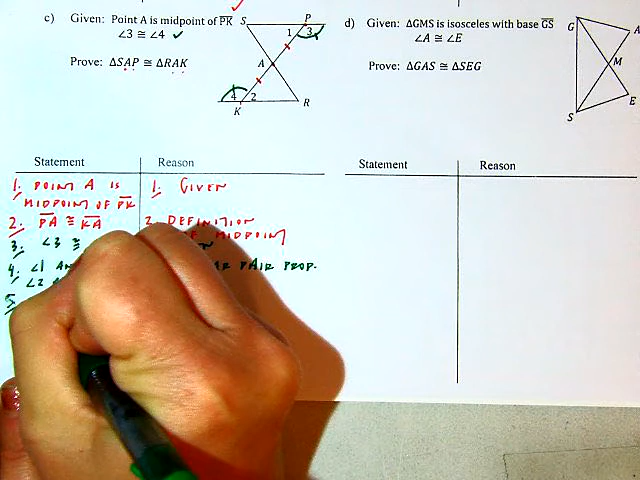 c) Given: Point A is midpoint of PK
∠3 ≅ ∠4 ✓
Prove: ΔSAP ≅ ΔRAK
S P
1 3
A
4 2
K R
d) Given: ΔGMS is isosceles with base GS
∠A ≅ ∠E
Prove: ΔGAS ≅ ΔSEG
G A
M
E
S
Statement Reason
1. POINT A IS 1. GIVEN
MIDPOINT OF PK
2. PA ≅ KA 2. DEFINITION
MIDPOINT
3. ∠3 ≅
4. ∠1 PAIR PROP.
∠2
5
Statement Reason